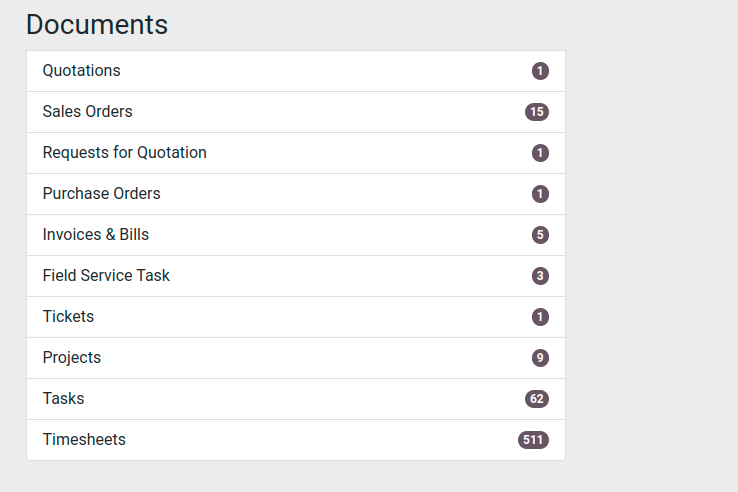 Documents
Quotations 1
Sales Orders 15
Requests for Quotation 1
Purchase Orders 1
Invoices & Bills 5
Field Service Task 3
Tickets 1
Projects 9
Tasks 62
Timesheets 511